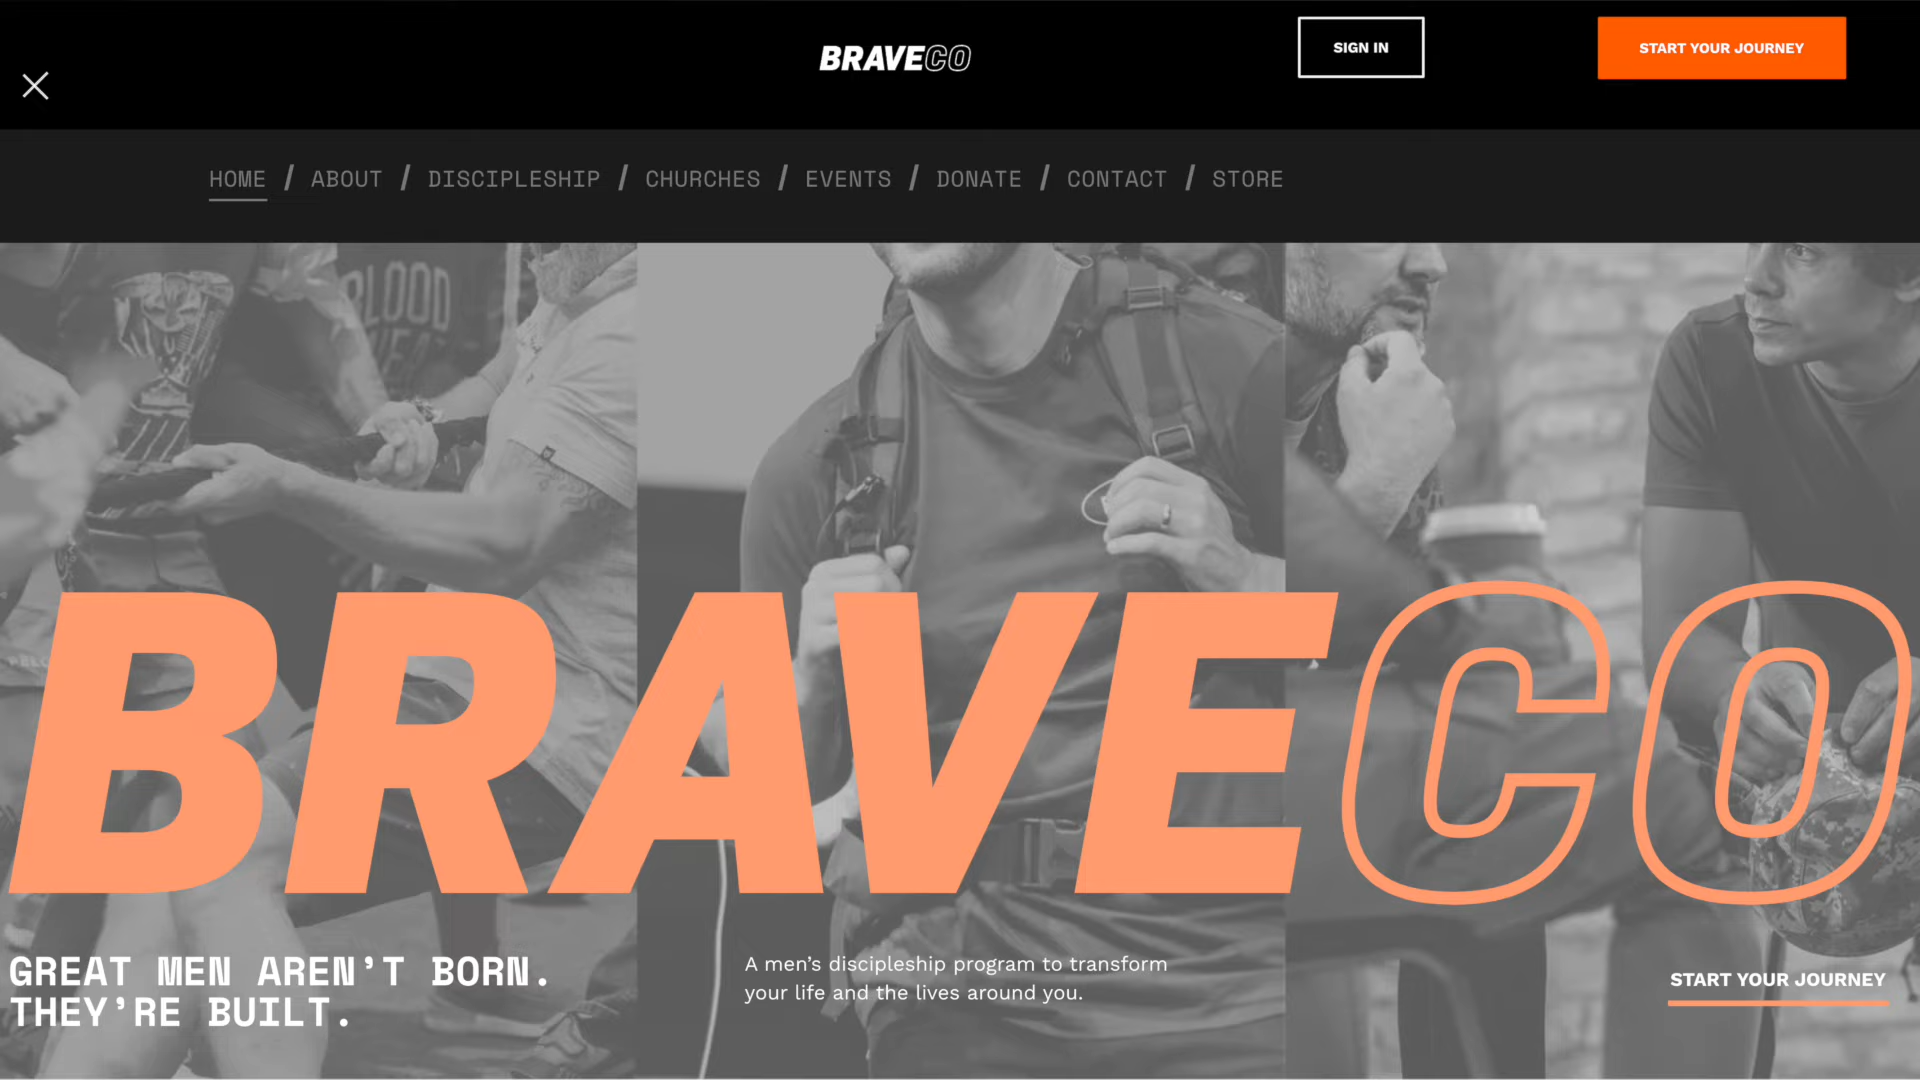 BRAVECO
SIGN IN
START YOUR JOURNEY
HOME / ABOUT / DISCIPLESHIP / CHURCHES / EVENTS / DONATE / CONTACT / STORE
BLOOD
BRAVECO
GREAT MEN AREN’T BORN.
THEY’RE BUILT.
A men’s discipleship program to transform
your life and the lives around you.
START YOUR JOURNEY